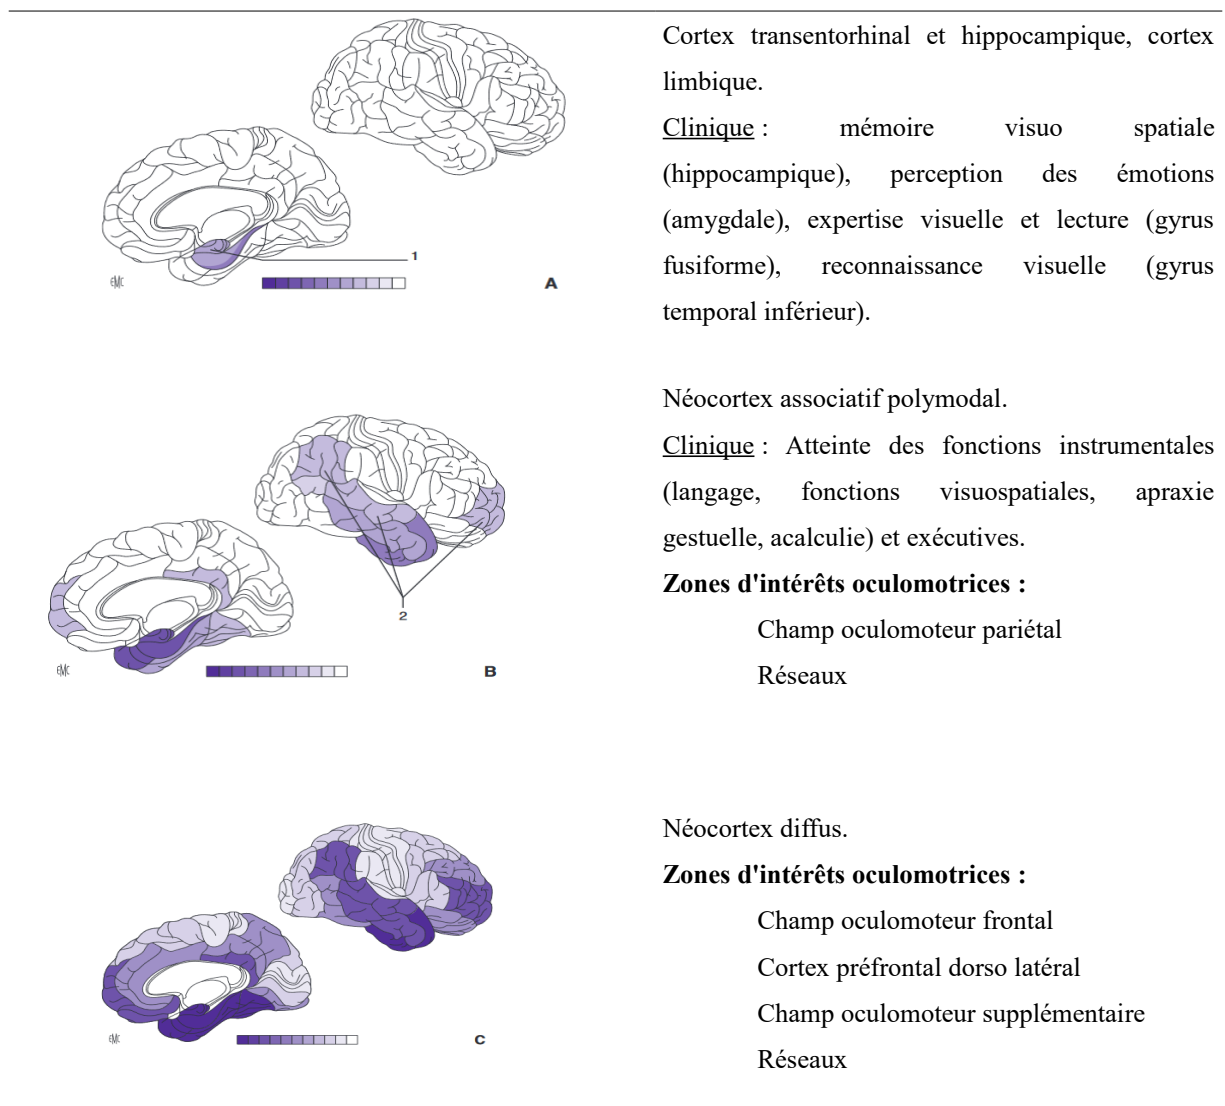 Cortex transentorhinal et hippocampique, cortex
limbique.
Clinique : mémoire visuo spatiale
(hippocampique), perception des émotions
(amygdale), expertise visuelle et lecture (gyrus
fusiforme), reconnaissance visuelle (gyrus
temporal inférieur).
1
EMC
A
Néocortex associatif polymodal.
Clinique : Atteinte des fonctions instrumentales
(langage, fonctions visuospatiales, apraxie
gestuelle, acalculie) et exécutives.
Zones d'intérêts oculomotrices :
Champ oculomoteur pariétal
Réseaux
2
EMC
B
Néocortex diffus.
Zones d'intérêts oculomotrices :
Champ oculomoteur frontal
Cortex préfrontal dorso latéral
Champ oculomoteur supplémentaire
Réseaux
EMC
C